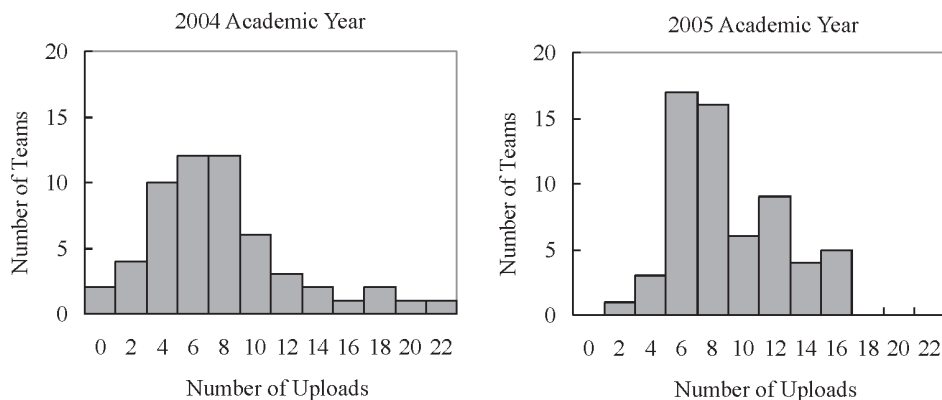 2004 Academic Year
20
15
10
5
0
Number of Teams
0 2 4 6 8 10 12 14 16 18 20 22
Number of Uploads
2005 Academic Year
20
15
10
5
0
Number of Teams
0 2 4 6 8 10 12 14 16 18 20 22
Number of Uploads